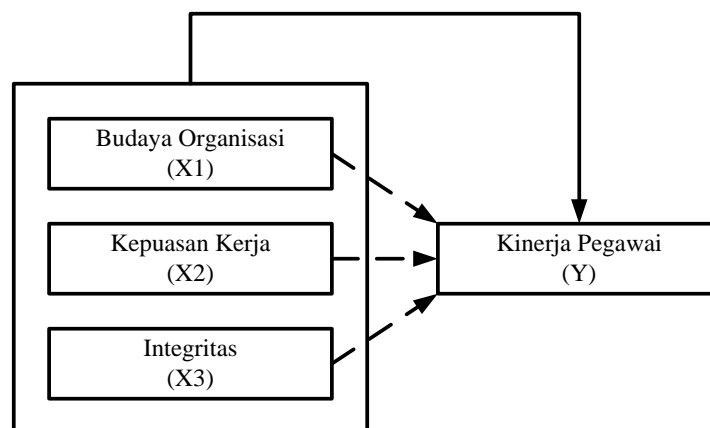 Budaya Organisasi
(X1)
Kepuasan Kerja
(X2)
Integritas
(X3)
Kinerja Pegawai
(Y)